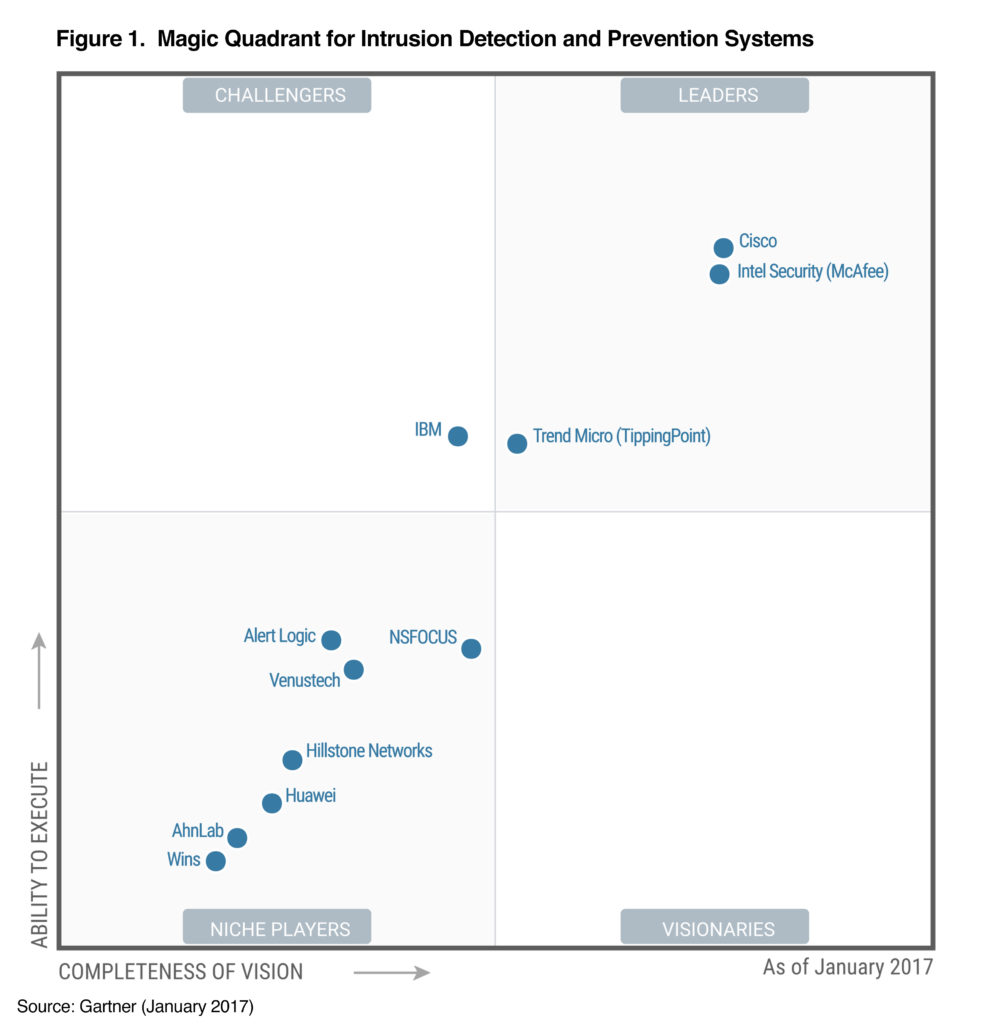 Figure 1. Magic Quadrant for Intrusion Detection and Prevention Systems
CHALLENGERS
LEADERS
Cisco
Intel Security (McAfee)
IBM
Trend Micro (TippingPoint)
Alert Logic
NSFOCUS
Venustech
Hillstone Networks
Huawei
AhnLab
Wins
NICHE PLAYERS
VISIONARIES
ABILITY TO EXECUTE
COMPLETENESS OF VISION
As of January 2017
Source: Gartner (January 2017)